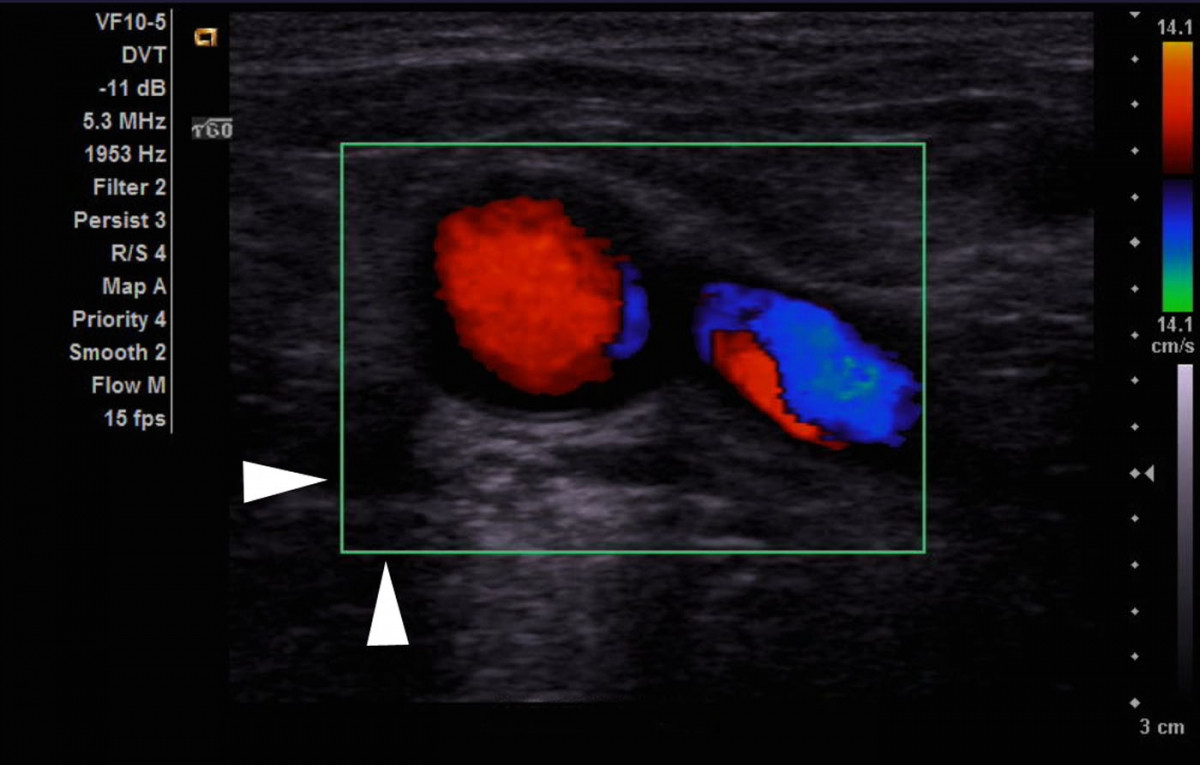 VF10-5
DVT
-11 dB
5.3 MHz
1953 Hz
Filter 2
Persist 3
R/S 4
Map A
Priority 4
Smooth 2
Flow M
15 fps
14.1
14.1
cm/s
3 cm